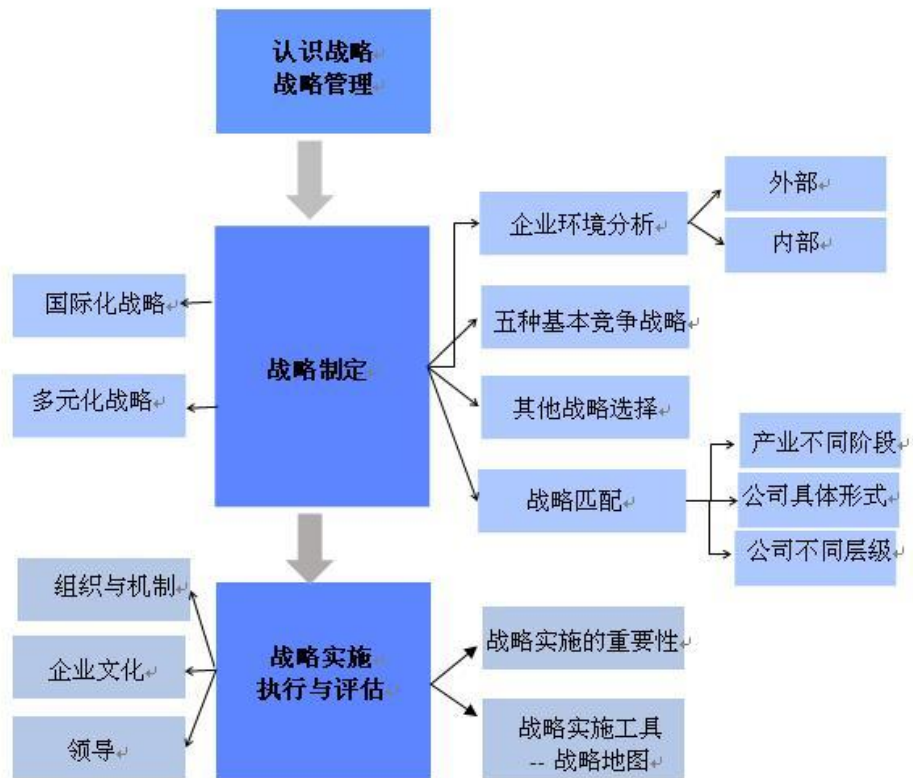 认识战略
战略管理
外部
企业环境分析
内部
国际化战略
五种基本竞争战略
战略制定
多元化战略
其他战略选择
产业不同阶段
战略匹配
公司具体形式
公司不同层级
组织与机制
战略实施
执行与评估
战略实施的重要性
企业文化
领导
战略实施工具
-- 战略地图